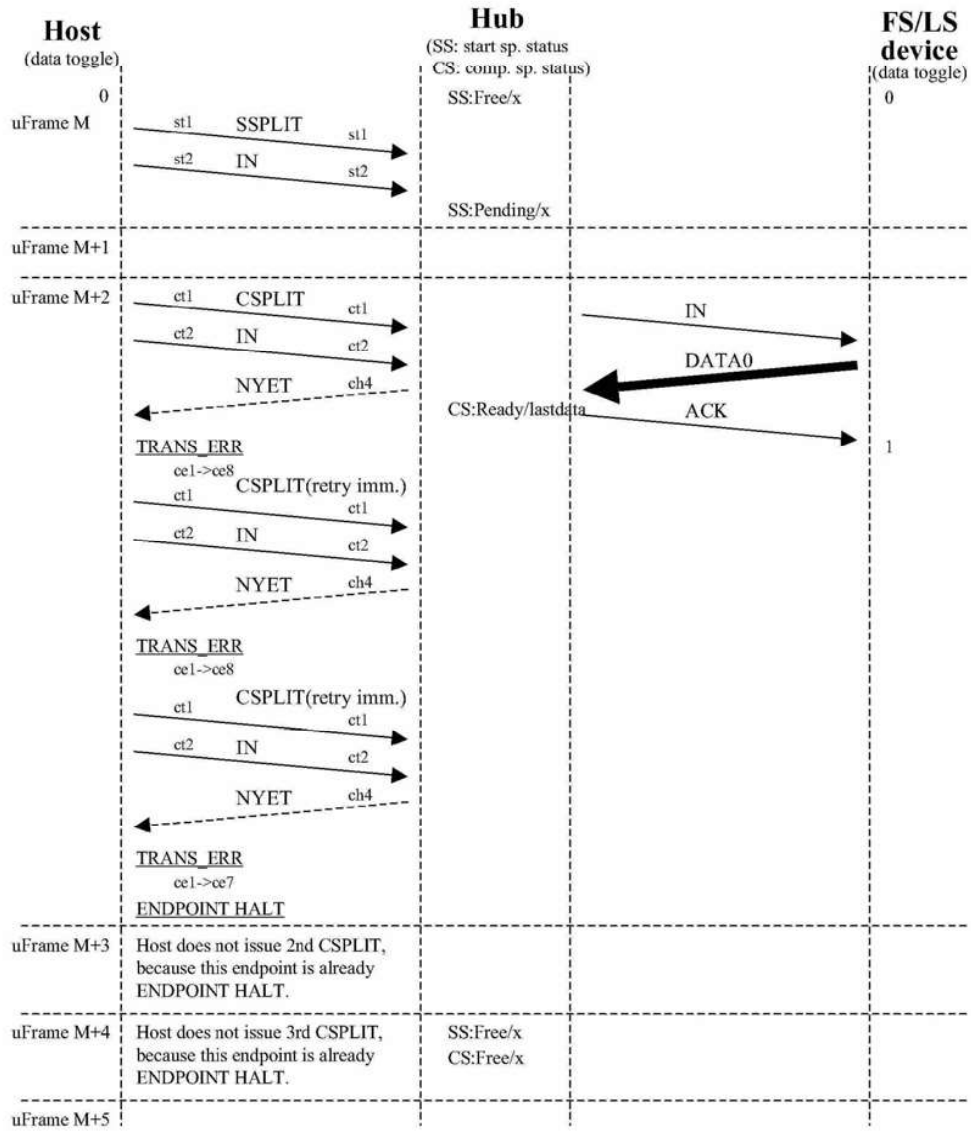 Host
(data toggle)
Hub
(SS: start sp. status
CS: comp. sp. status)
FS/LS
device
(data toggle)
0
SS:Free/x
0
uFrame M
st1 SSPLIT st1
st2 IN st2
SS:Pending/x
uFrame M+1
uFrame M+2
ct1 CSPLIT ct1
IN
ct2 IN ct2
DATA0
NYET ch4
CS:Ready/lastdata
ACK
1
TRANS_ERR
ce1->ce8
CSPLIT(retry imm.)
ct1 ct1
ct2 IN ct2
NYET ch4
TRANS_ERR
ce1->ce8
CSPLIT(retry imm.)
ct1 ct1
ct2 IN ct2
NYET ch4
TRANS_ERR
ce1->ce7
ENDPOINT HALT
uFrame M+3
Host does not issue 2nd CSPLIT,
because this endpoint is already
ENDPOINT HALT.
uFrame M+4
Host does not issue 3rd CSPLIT,
because this endpoint is already
ENDPOINT HALT.
SS:Free/x
CS:Free/x
uFrame M+5